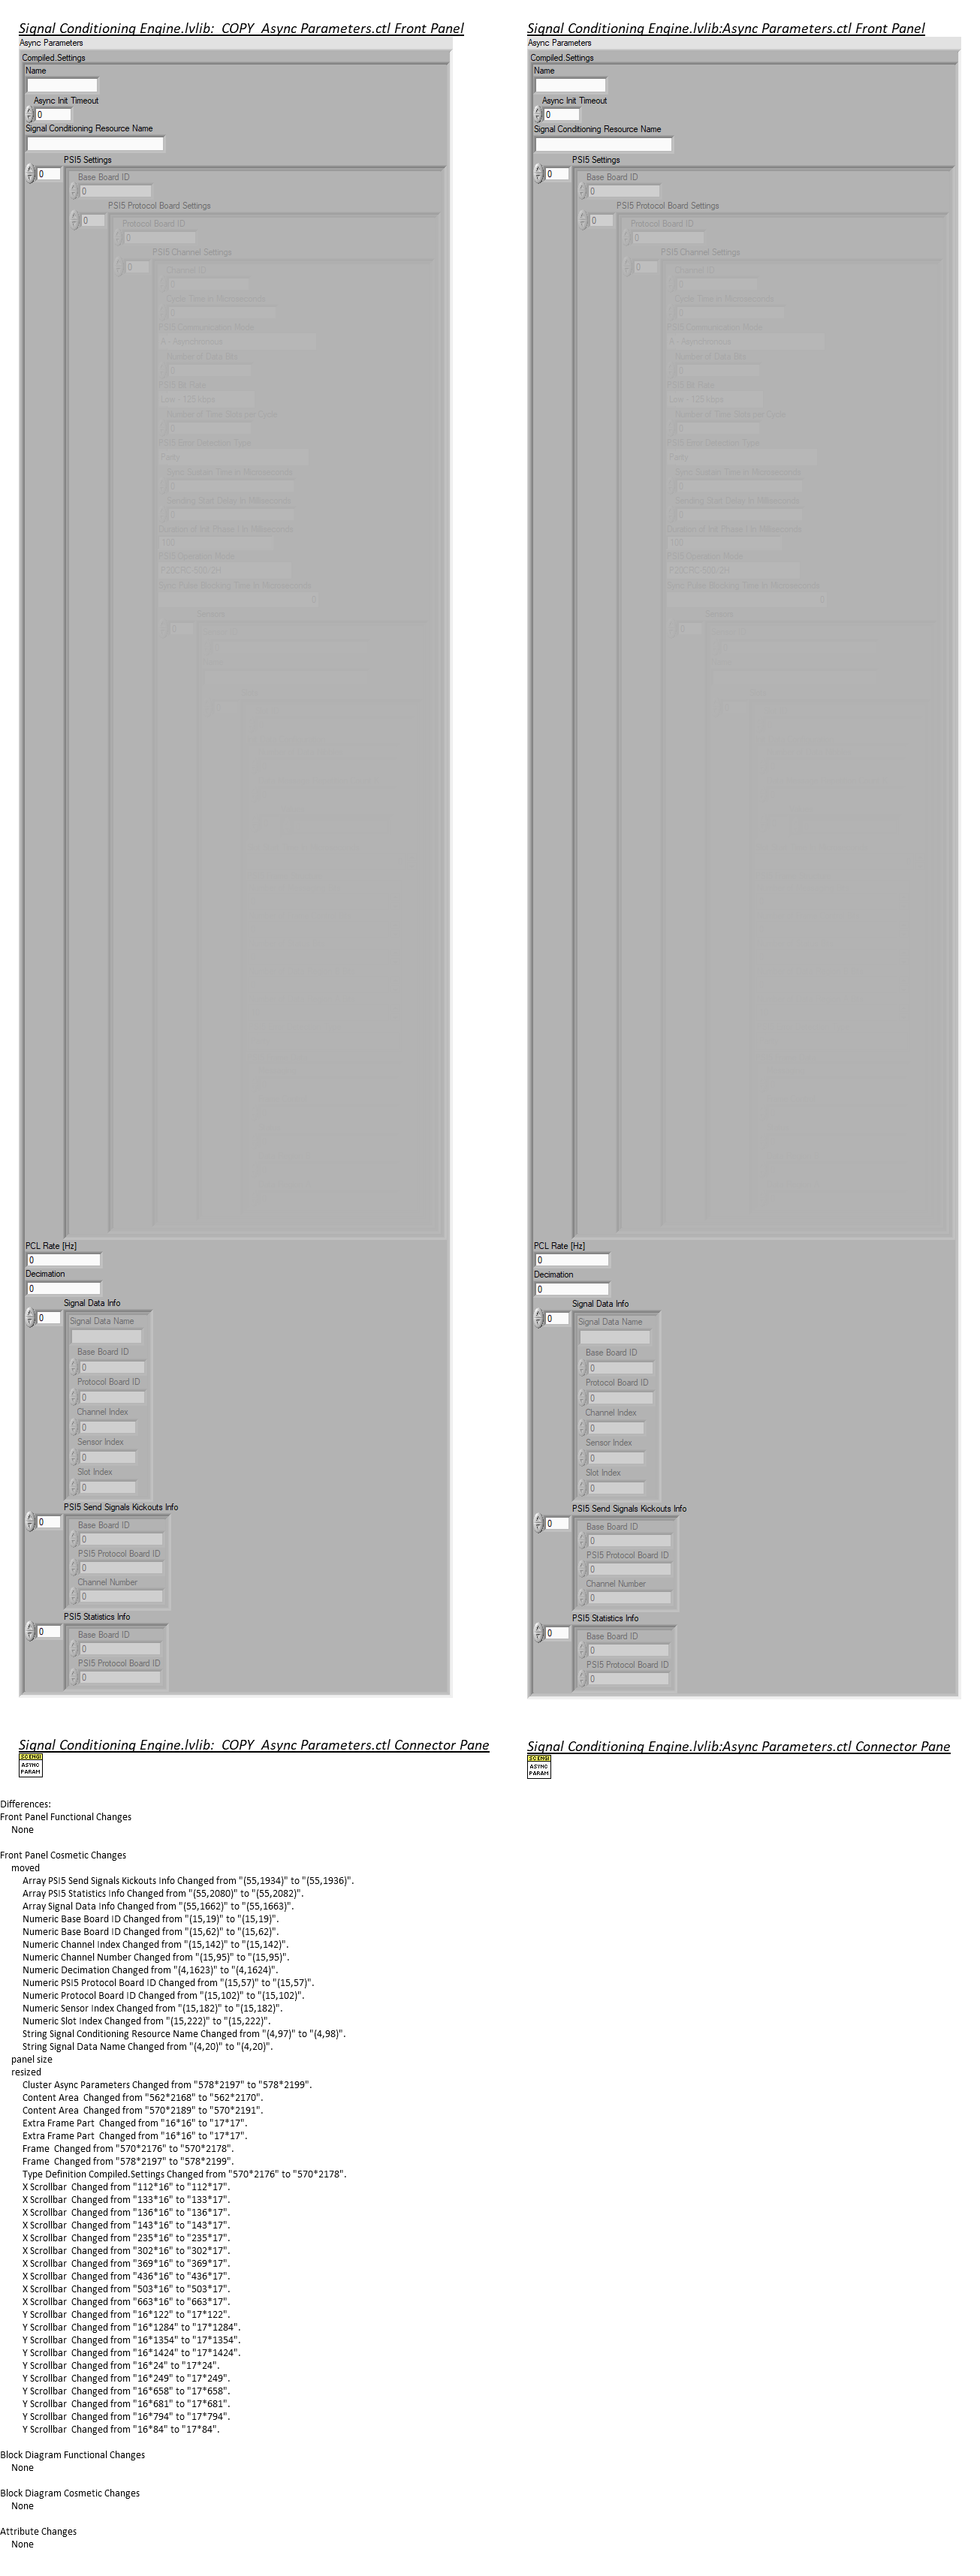 Signal Conditioning Engine.lvlib:  COPY  Async Parameters.ctl Front Panel
Async Parameters
Compiled.Settings
Name
Async Init Timeout
0
Signal Conditioning Resource Name
PSI5 Settings
0
Base Board ID
0
PSI5 Protocol Board Settings
0
Protocol Board ID
0
PSI5 Channel Settings
0
Channel ID
0
Cycle Time in Microseconds
0
PSI5 Communication Mode
A - Asynchronous
Number of Data Bits
0
PSI5 Bit Rate
Low - 125 kbps
Number of Time Slots per Cycle
0
PSI5 Error Detection Type
Parity
Sync Sustain Time in Microseconds
0
Sending Start Delay in Milliseconds
0
Duration of Init Phase I in Milliseconds
100
PSI5 Operation Mode
P20CRC-500/2H
Sync Pulse Blanking Time in Microseconds
0
Sensors
0
PCL Rate [Hz]
0
Decimation
0
Signal Data Info
0
Signal Data Name
Base Board ID
0
Protocol Board ID
0
Channel Index
0
Sensor Index
0
Slot Index
0
PSI5 Send Signals Kickouts Info
0
Base Board ID
0
PSI5 Protocol Board ID
0
Channel Number
0
PSI5 Statistics Info
0
Base Board ID
0
PSI5 Protocol Board ID
0
Signal Conditioning Engine.lvlib:Async Parameters.ctl Front Panel
Async Parameters
Compiled.Settings
Name
Async Init Timeout
0
Signal Conditioning Resource Name
PSI5 Settings
0
Base Board ID
0
PSI5 Protocol Board Settings
0
Protocol Board ID
0
PSI5 Channel Settings
0
Channel ID
0
Cycle Time in Microseconds
0
PSI5 Communication Mode
A - Asynchronous
Number of Data Bits
0
PSI5 Bit Rate
Low - 125 kbps
Number of Time Slots per Cycle
0
PSI5 Error Detection Type
Parity
Sync Sustain Time in Microseconds
0
Sending Start Delay in Milliseconds
0
Duration of Init Phase I in Milliseconds
100
PSI5 Operation Mode
P20CRC-500/2H
Sync Pulse Blanking Time in Microseconds
0
Sensors
0
PCL Rate [Hz]
0
Decimation
0
Signal Data Info
0
Signal Data Name
Base Board ID
0
Protocol Board ID
0
Channel Index
0
Sensor Index
0
Slot Index
0
PSI5 Send Signals Kickouts Info
0
Base Board ID
0
PSI5 Protocol Board ID
0
Channel Number
0
PSI5 Statistics Info
0
Base Board ID
0
PSI5 Protocol Board ID
0
Signal Conditioning Engine.lvlib:  COPY  Async Parameters.ctl Connector Pane
SCENGI
ASYNC
PARAM
Signal Conditioning Engine.lvlib:Async Parameters.ctl Connector Pane
SCENGI
ASYNC
PARAM
Differences:
Front Panel Functional Changes
None
Front Panel Cosmetic Changes
moved
Array PSI5 Send Signals Kickouts Info Changed from "(55,1934)" to "(55,1936)".
Array PSI5 Statistics Info Changed from "(55,2080)" to "(55,2082)".
Array Signal Data Info Changed from "(55,1662)" to "(55,1663)".
Numeric Base Board ID Changed from "(15,19)" to "(15,19)".
Numeric Base Board ID Changed from "(15,62)" to "(15,62)".
Numeric Channel Index Changed from "(15,142)" to "(15,142)".
Numeric Channel Number Changed from "(15,95)" to "(15,95)".
Numeric Decimation Changed from "(4,1623)" to "(4,1624)".
Numeric PSI5 Protocol Board ID Changed from "(15,57)" to "(15,57)".
Numeric Protocol Board ID Changed from "(15,102)" to "(15,102)".
Numeric Sensor Index Changed from "(15,182)" to "(15,182)".
Numeric Slot Index Changed from "(15,222)" to "(15,222)".
String Signal Conditioning Resource Name Changed from "(4,97)" to "(4,98)".
String Signal Data Name Changed from "(4,20)" to "(4,20)".
panel size
resized
Cluster Async Parameters Changed from "578*2197" to "578*2199".
Content Area  Changed from "562*2168" to "562*2170".
Content Area  Changed from "570*2189" to "570*2191".
Extra Frame Part  Changed from "16*16" to "17*17".
Extra Frame Part  Changed from "16*16" to "17*17".
Frame  Changed from "570*2176" to "570*2178".
Frame  Changed from "578*2197" to "578*2199".
Type Definition Compiled.Settings Changed from "570*2176" to "570*2178".
X Scrollbar  Changed from "112*16" to "112*17".
X Scrollbar  Changed from "133*16" to "133*17".
X Scrollbar  Changed from "136*16" to "136*17".
X Scrollbar  Changed from "143*16" to "143*17".
X Scrollbar  Changed from "235*16" to "235*17".
X Scrollbar  Changed from "302*16" to "302*17".
X Scrollbar  Changed from "369*16" to "369*17".
X Scrollbar  Changed from "436*16" to "436*17".
X Scrollbar  Changed from "503*16" to "503*17".
X Scrollbar  Changed from "663*16" to "663*17".
Y Scrollbar  Changed from "16*122" to "17*122".
Y Scrollbar  Changed from "16*1284" to "17*1284".
Y Scrollbar  Changed from "16*1354" to "17*1354".
Y Scrollbar  Changed from "16*1424" to "17*1424".
Y Scrollbar  Changed from "16*24" to "17*24".
Y Scrollbar  Changed from "16*249" to "17*249".
Y Scrollbar  Changed from "16*658" to "17*658".
Y Scrollbar  Changed from "16*681" to "17*681".
Y Scrollbar  Changed from "16*794" to "17*794".
Y Scrollbar  Changed from "16*84" to "17*84".
Block Diagram Functional Changes
None
Block Diagram Cosmetic Changes
None
Attribute Changes
None